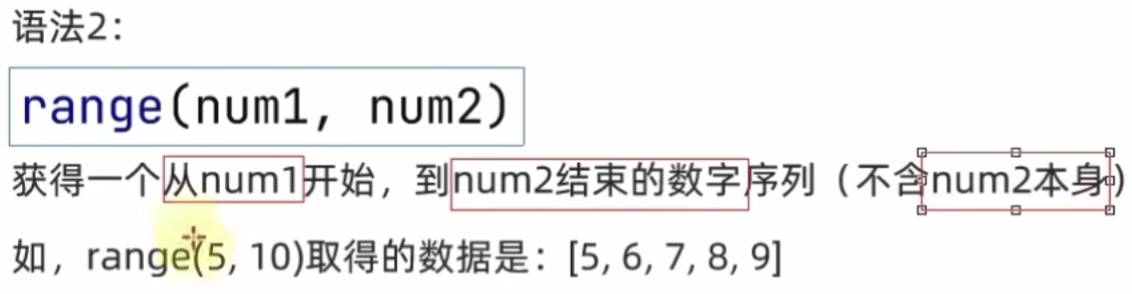 语法2：
range(num1, num2)
获得一个从num1开始，到num2结束的数字序列（不含num2本身）
如，range(5, 10)取得的数据是：[5, 6, 7, 8, 9]